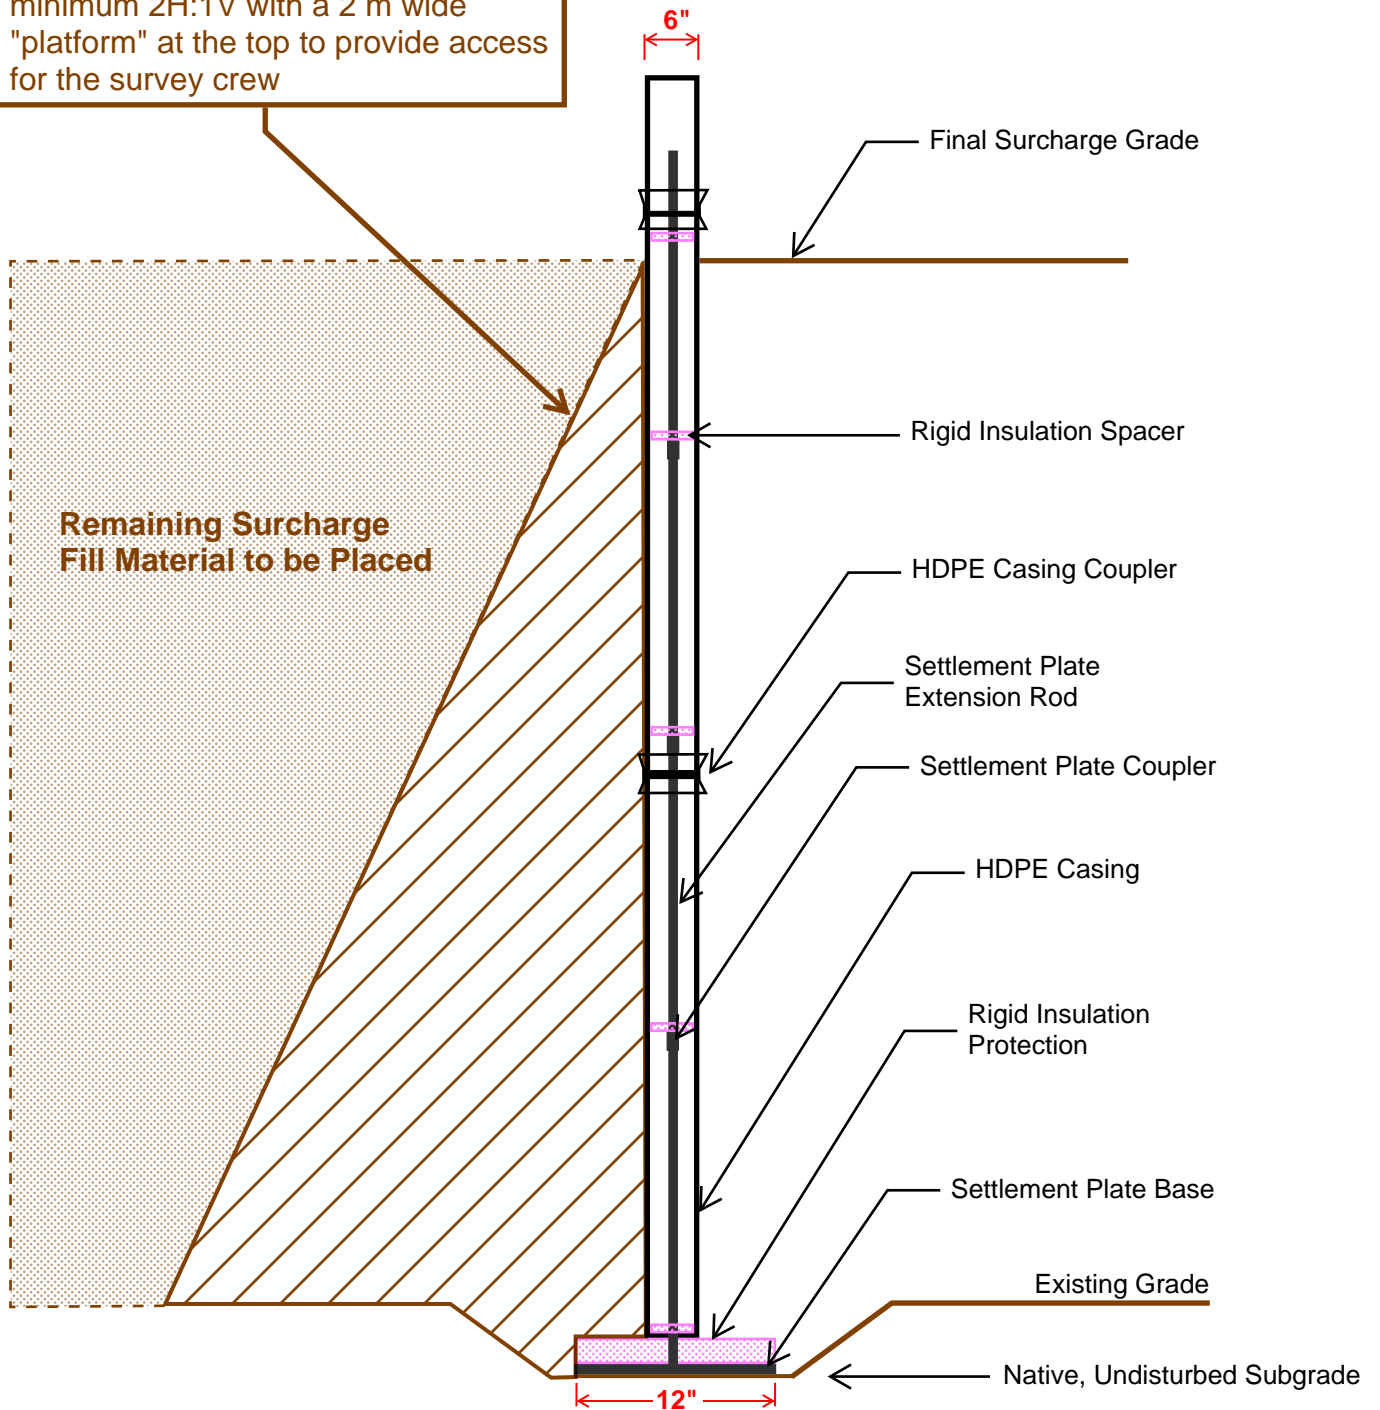 minimum 2H:1V with a 2 m wide
"platform" at the top to provide access
for the survey crew
6"
Final Surcharge Grade
Rigid Insulation Spacer
Remaining Surcharge
Fill Material to be Placed
HDPE Casing Coupler
Settlement Plate
Extension Rod
Settlement Plate Coupler
HDPE Casing
Rigid Insulation
Protection
Settlement Plate Base
Existing Grade
Native, Undisturbed Subgrade
12"